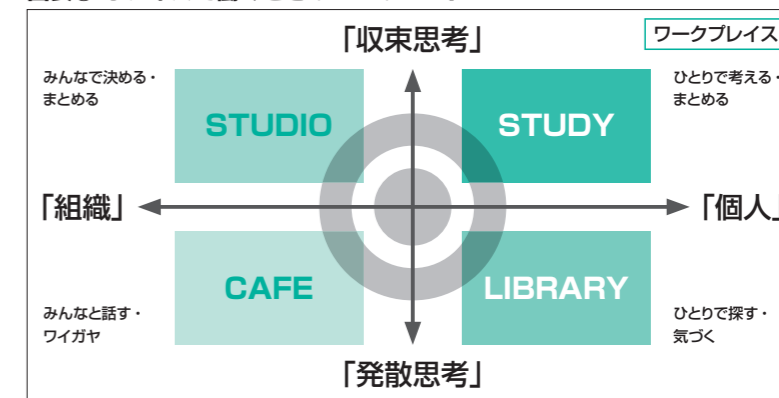 「収束思考」
ワークプレイス
みんなで決める・
まとめる
ひとりで考える・
まとめる
STUDIO
STUDY
「組織」
「個人」
CAFE
LIBRARY
みんなと話す・
ワイガヤ
ひとりで探す・
気づく
「発散思考」